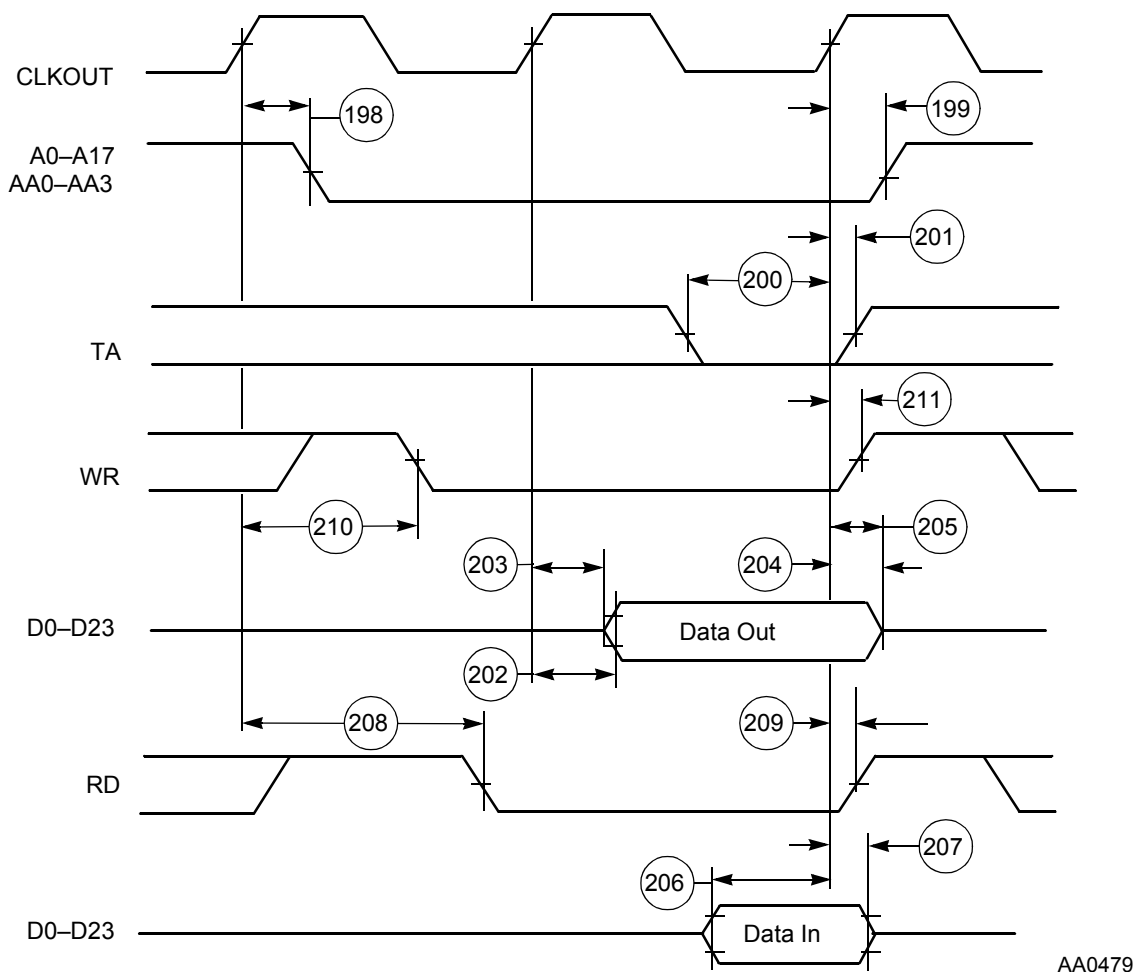 CLKOUT
198
199
A0–A17
AA0–AA3
201
200
TA
211
WR
210
205
203
204
D0–D23
Data Out
202
208
209
RD
207
206
D0–D23
Data In
AA0479